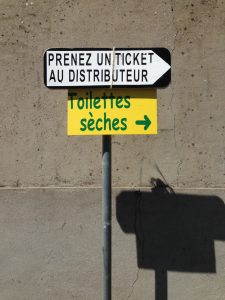 PRENEZ UN TICKET
AU DISTRIBUTEUR
Toilettes
sèches →